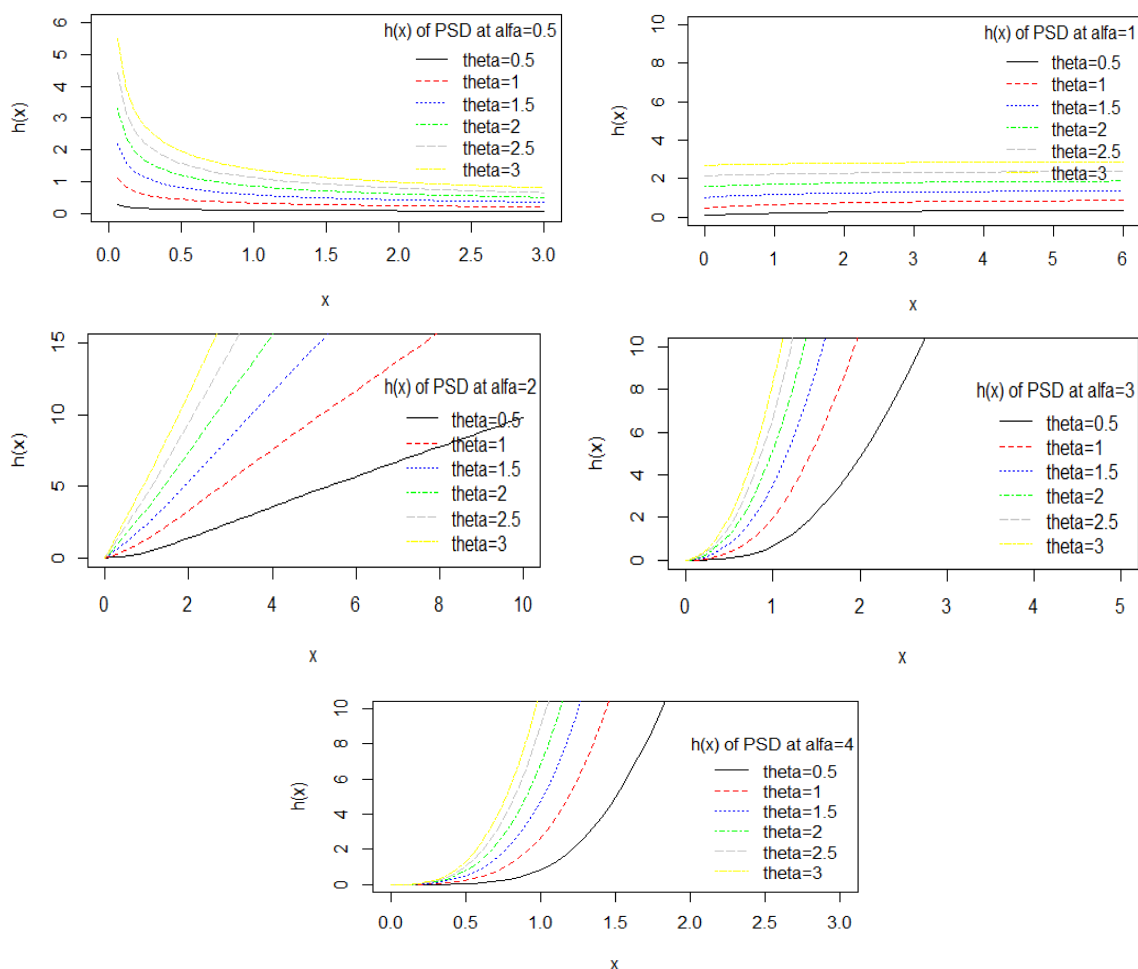 h(x) of PSD at alfa=0.5
theta=0.5
theta=1
theta=1.5
theta=2
theta=2.5
theta=3
h(x)
6
5
4
3
2
1
0
0.0 0.5 1.0 1.5 2.0 2.5 3.0
x
h(x) of PSD at alfa=1
theta=0.5
theta=1
theta=1.5
theta=2
theta=2.5
theta=3
h(x)
10
8
6
4
2
0
0 1 2 3 4 5 6
x
h(x) of PSD at alfa=2
theta=0.5
theta=1
theta=1.5
theta=2
theta=2.5
theta=3
h(x)
15
10
5
0
0 2 4 6 8 10
x
h(x) of PSD at alfa=3
theta=0.5
theta=1
theta=1.5
theta=2
theta=2.5
theta=3
h(x)
10
8
6
4
2
0
0 1 2 3 4 5
x
h(x) of PSD at alfa=4
theta=0.5
theta=1
theta=1.5
theta=2
theta=2.5
theta=3
h(x)
10
8
6
4
2
0
0.0 0.5 1.0 1.5 2.0 2.5 3.0
x